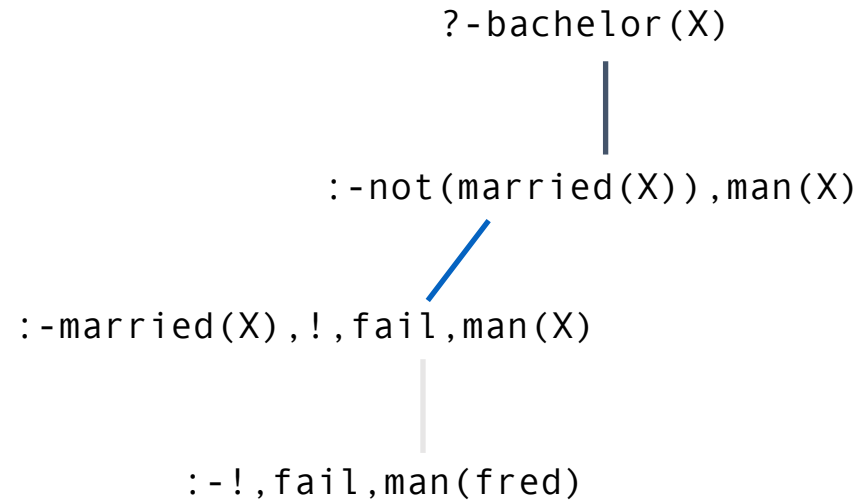 ?-bachelor(X)
:-not(married(X)),man(X)
:-married(X),!,fail,man(X)
:-!,fail,man(fred)